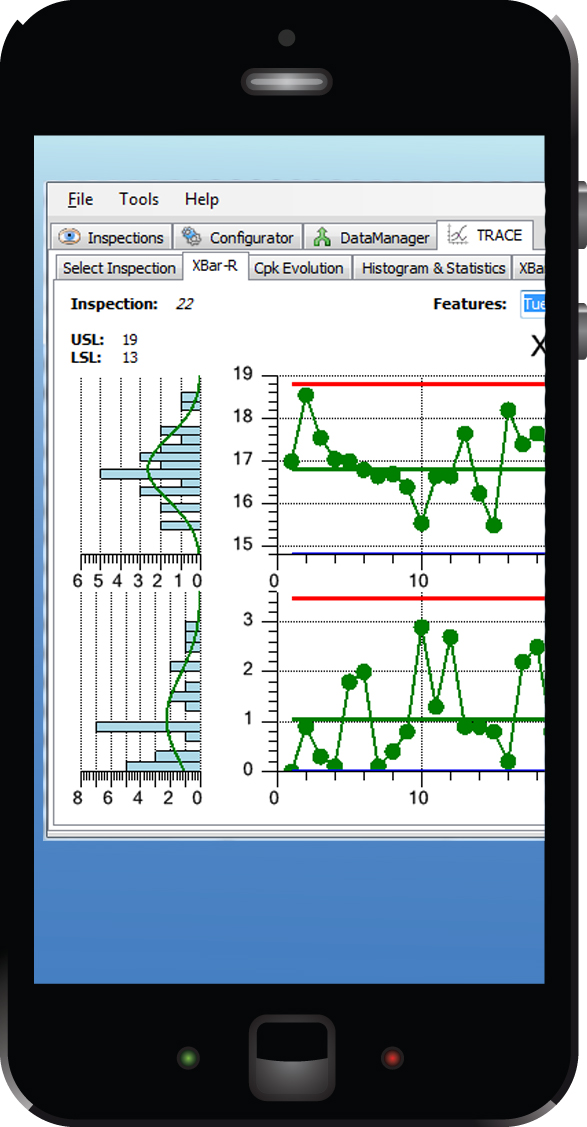 File Tools Help
Inspections Configurator DataManager TRACE
Select Inspection XBar-R Cpk Evolution Histogram & Statistics XBa
Inspection: 22 Features: Tue
USL: 19
LSL: 13
X
19
18
17
16
15
6 5 4 3 2 1 0
0 10
3
2
1
0
8 6 4 2 0
0 10